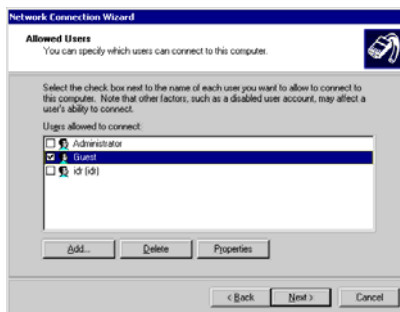 Network Connection Wizard
Allowed Users
You can specify which users can connect to this computer.
Select the check box next to the name of each user you want to allow to connect to
this computer. Note that other factors, such as a disabled user account, may affect a
user's ability to connect.
Users allowed to connect:
Administrator
Guest
idr (idr)
Add... Delete Properties
< Back Next > Cancel